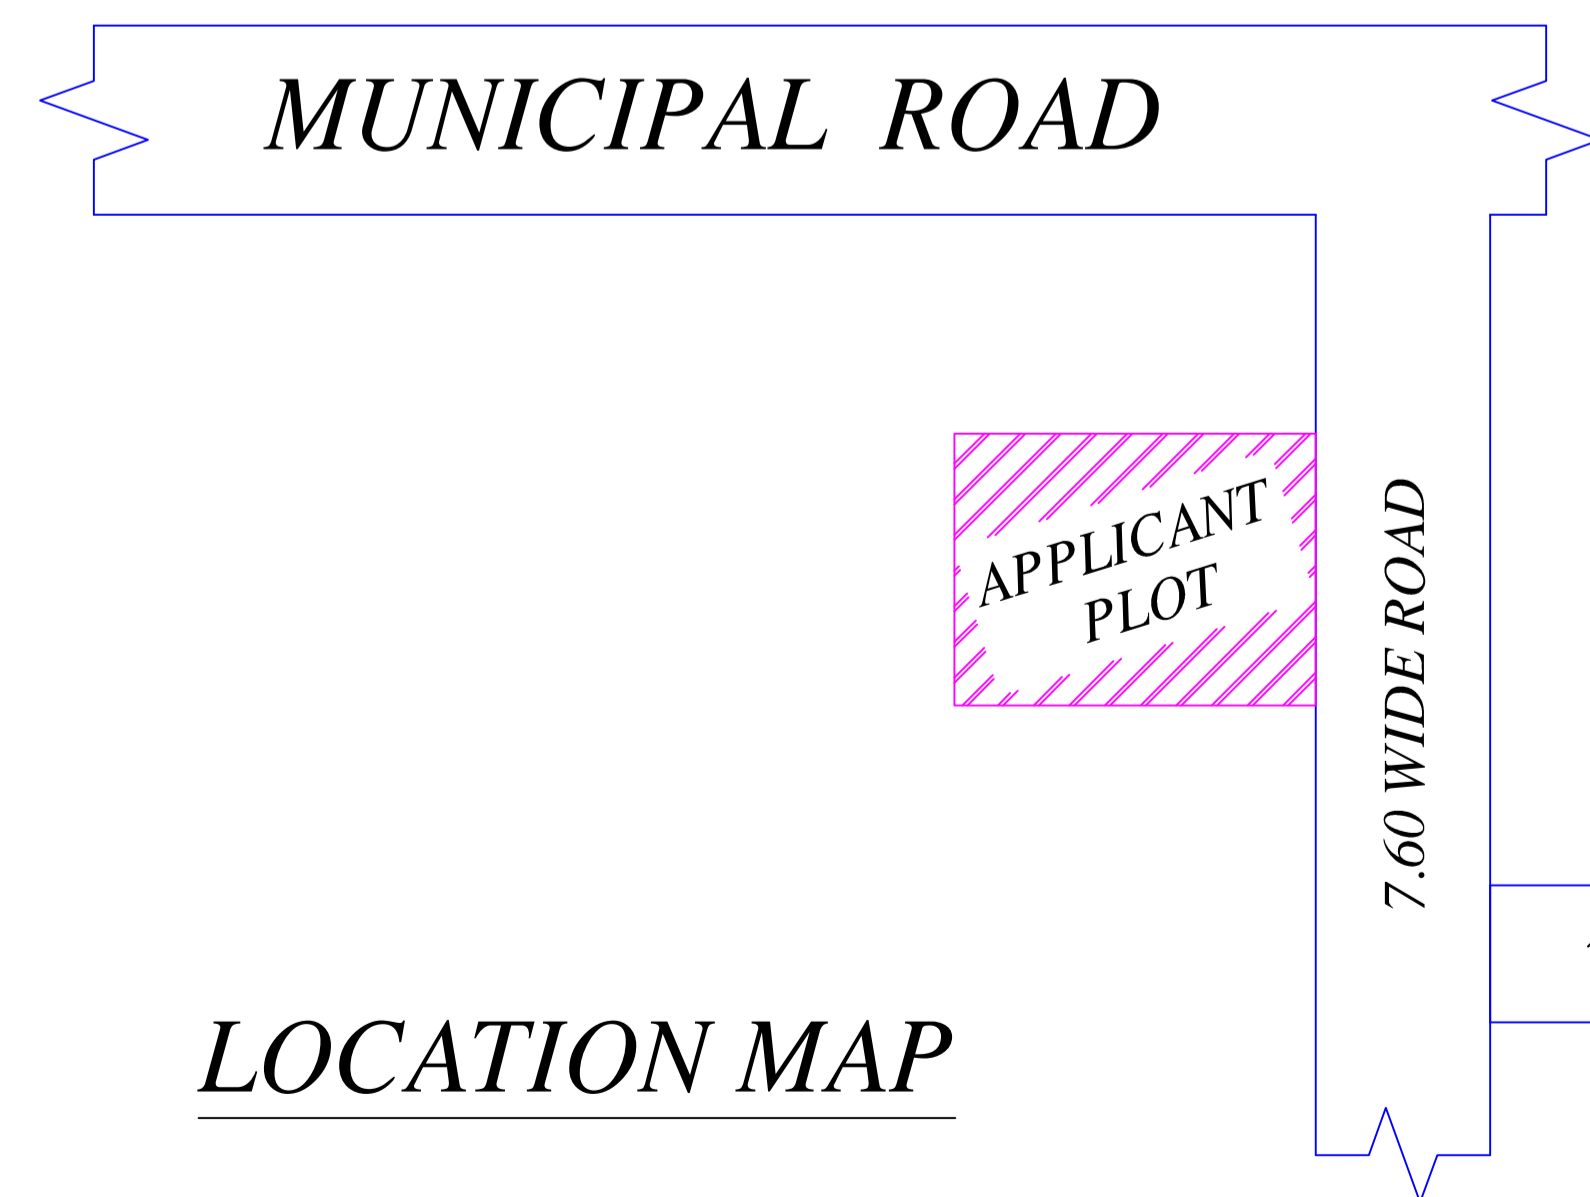 MUNICIPAL ROAD
APPLICANT
PLOT
7.60 WIDE ROAD
LOCATION MAP